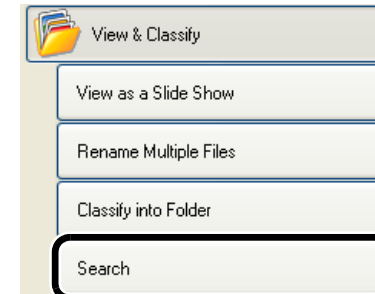 View & Classify
View as a Slide Show
Rename Multiple Files
Classify into Folder
Search